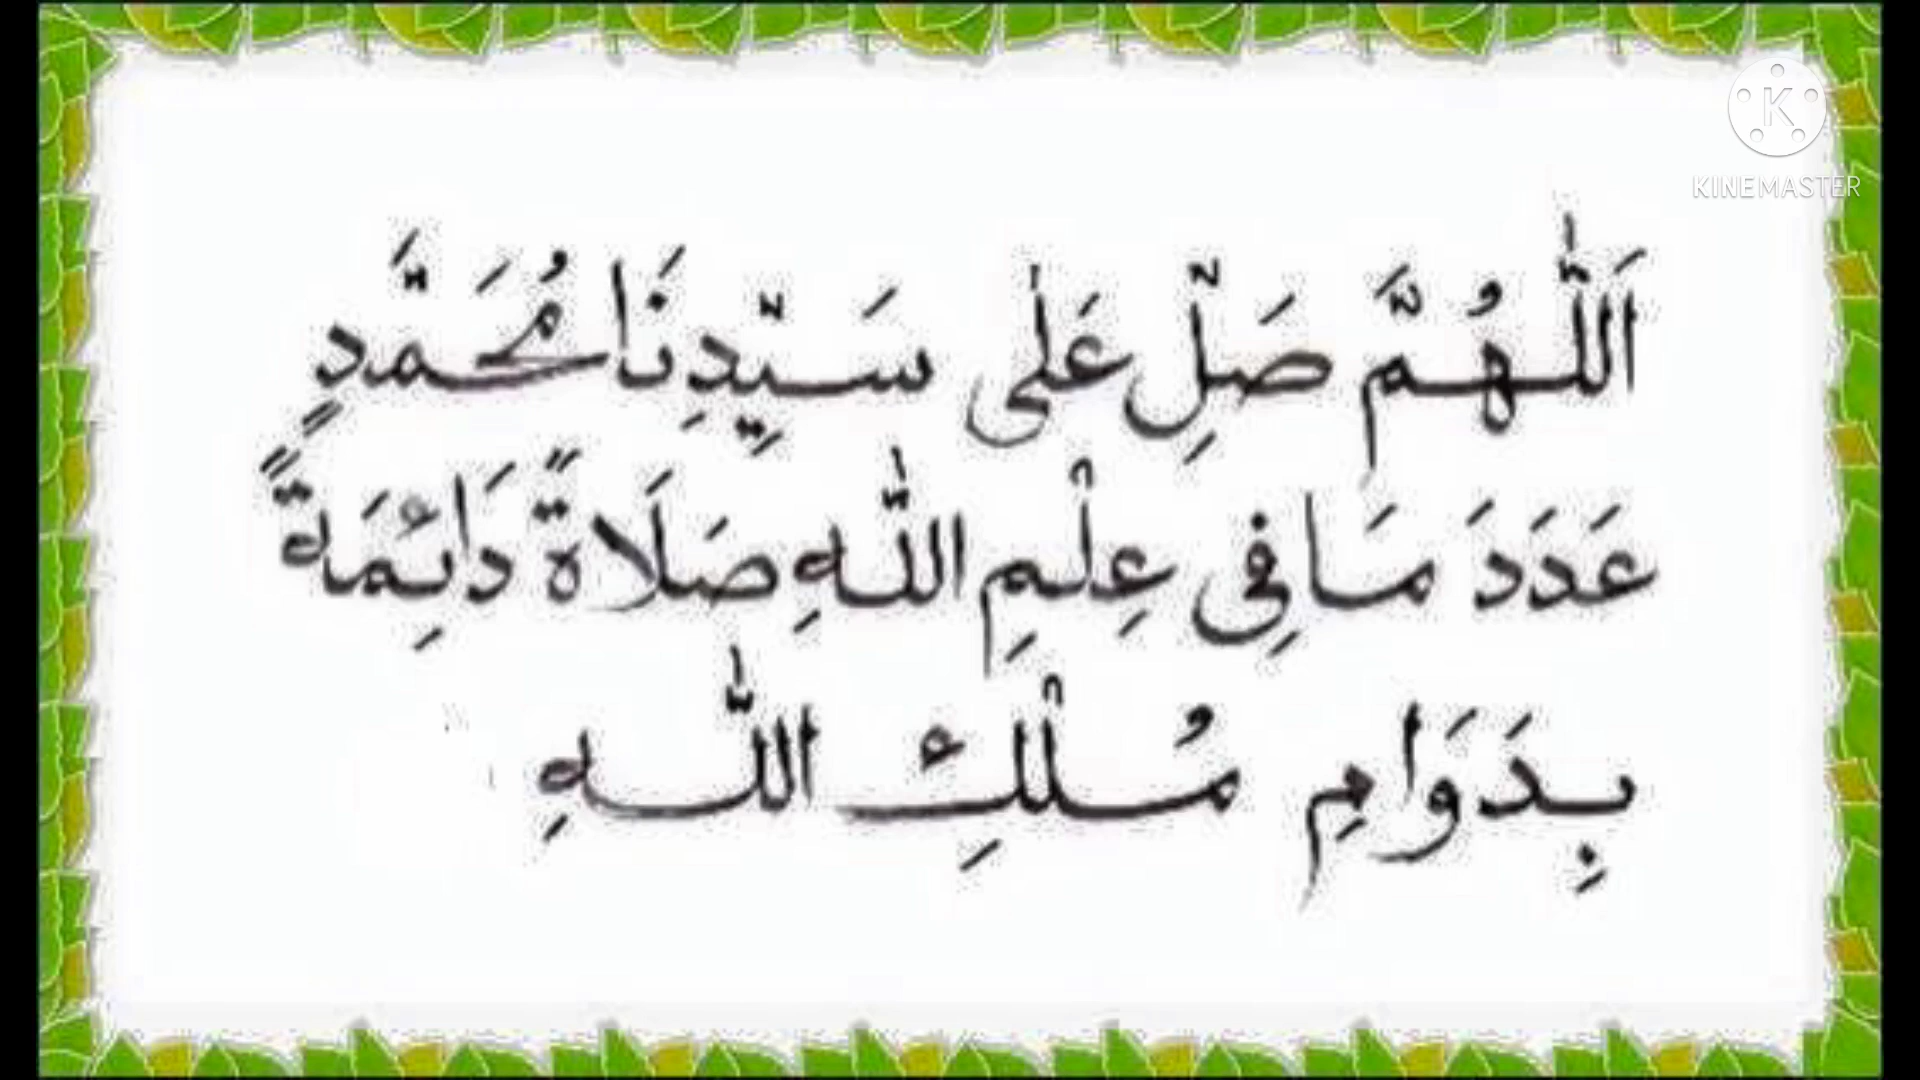 KINEMASTER
اَللّٰهُمَّ صَلِّ عَلٰى سَيِّدِنَا مُحَمَّدٍ
عَدَدَ مَا فِى عِلْمِ اللّٰهِ صَلَاةً دَائِمَةً
بِدَوَامِ مُلْكِ اللّٰهِ